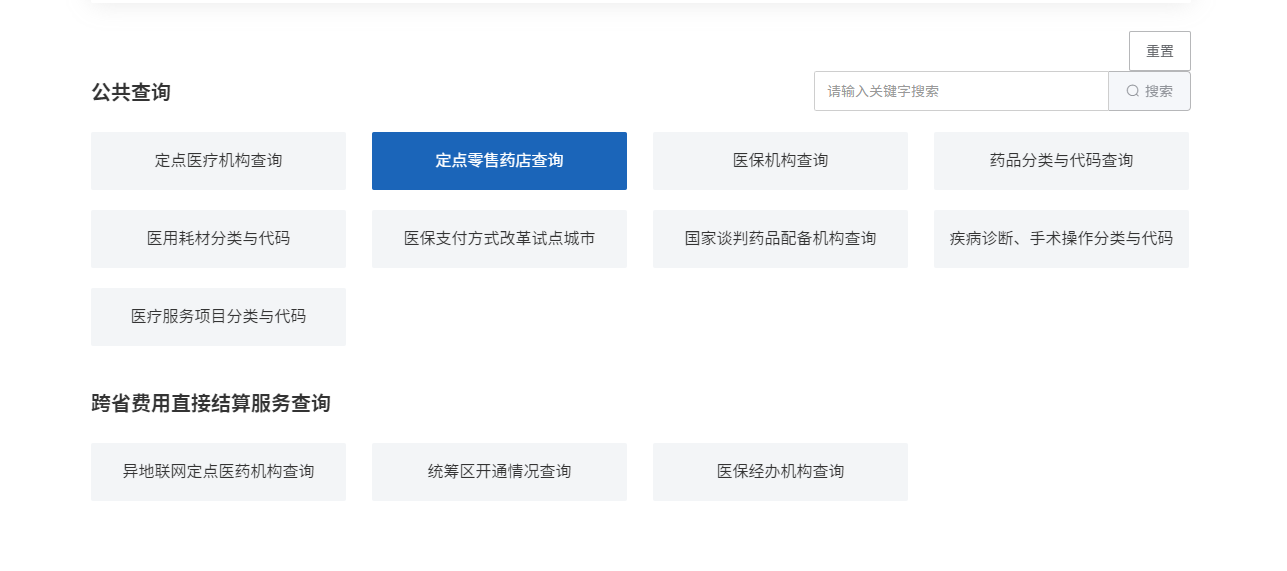 重置
公共查询
请输入关键字搜索
搜索
定点医疗机构查询
定点零售药店查询
医保机构查询
药品分类与代码查询
医用耗材分类与代码
医保支付方式改革试点城市
国家谈判药品配备机构查询
疾病诊断、手术操作分类与代码
医疗服务项目分类与代码
跨省费用直接结算服务查询
异地联网定点医药机构查询
统筹区开通情况查询
医保经办机构查询